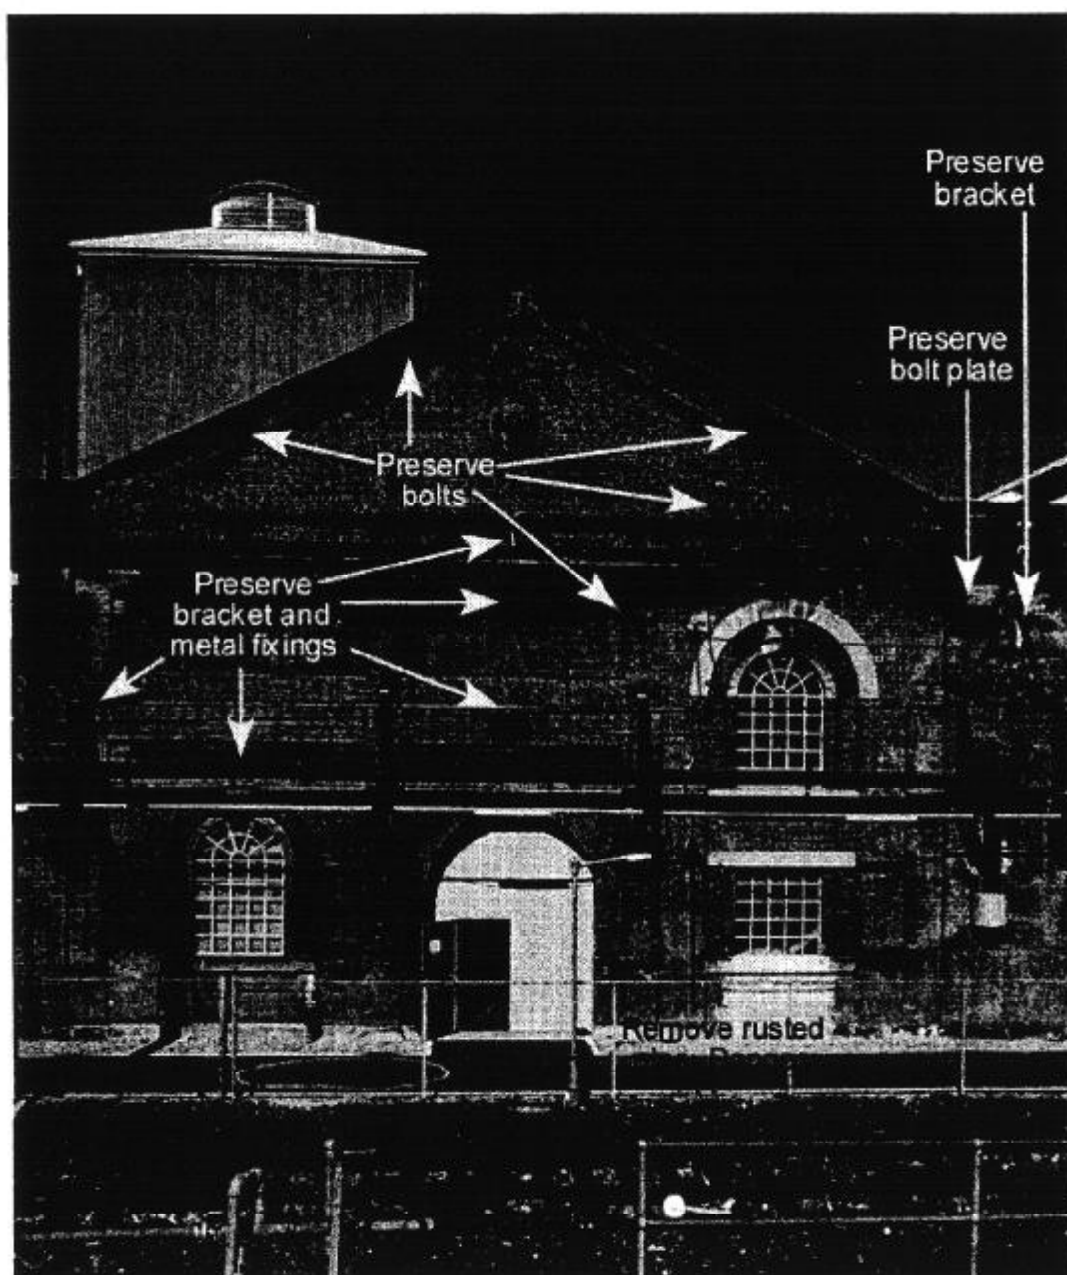 Preserve
bracket
Preserve
bolt plate
Preserve
bolts
Preserve
bracket and
metal fixings
Remove rusted